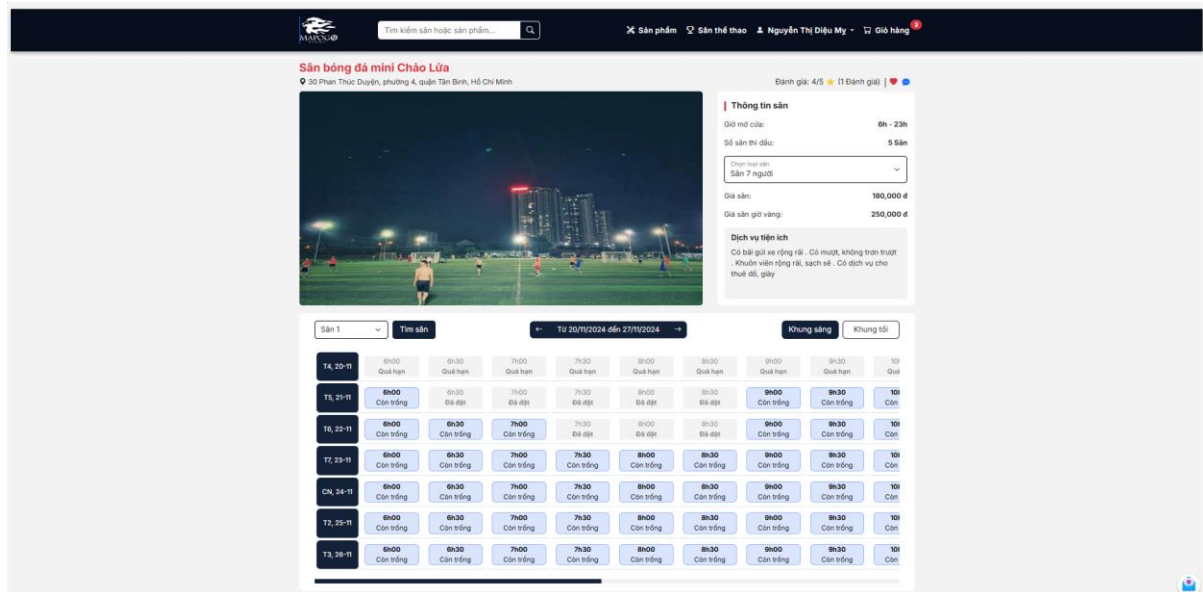 MAPOGO
Tìm kiếm sân hoặc sản phẩm...
Sản phẩm
Sân thể thao
Nguyễn Thị Diệu My
Giỏ hàng
2
Sân bóng đá mini Chảo Lửa
30 Phan Thúc Duyện, phường 4, quận Tân Bình, Hồ Chí Minh
Đánh giá: 4/5 (1 Đánh giá) |
Thông tin sân
Giờ mở cửa: 6h - 23h
Số sân thi đấu: 5 Sân
Chọn loại sân
Sân 7 người
Giá sân: 180,000 đ
Giá sân giờ vàng: 250,000 đ
Dịch vụ tiện ích
Có bãi gửi xe rộng rãi . Cỏ mượt, không trơn trượt
. Khuôn viên rộng rãi, sạch sẽ . Có dịch vụ cho
thuê đồ, giày
Sân 1
Tìm sân
← Từ 20/11/2024 đến 27/11/2024 →
Khung sáng
Khung tối
T4, 20-11
6h00 6h30 7h00 7h30 8h00 8h30 9h00 9h30 10
Quá hạn Quá hạn Quá hạn Quá hạn Quá hạn Quá hạn Quá hạn Quá hạn Quá
T5, 21-11
6h00 6h30 7h00 7h30 8h00 8h30 9h00 9h30 10
Còn trống Đã đặt Đã đặt Đã đặt Đã đặt Đã đặt Còn trống Còn trống Còn
T6, 22-11
6h00 6h30 7h00 7h30 8h00 8h30 9h00 9h30 10
Còn trống Còn trống Còn trống Đã đặt Đã đặt Đã đặt Còn trống Còn trống Còn
T7, 23-11
6h00 6h30 7h00 7h30 8h00 8h30 9h00 9h30 10
Còn trống Còn trống Còn trống Còn trống Còn trống Còn trống Còn trống Còn trống Còn
CN, 24-11
6h00 6h30 7h00 7h30 8h00 8h30 9h00 9h30 10
Còn trống Còn trống Còn trống Còn trống Còn trống Còn trống Còn trống Còn trống Còn
T2, 25-11
6h00 6h30 7h00 7h30 8h00 8h30 9h00 9h30 10
Còn trống Còn trống Còn trống Còn trống Còn trống Còn trống Còn trống Còn trống Còn
T3, 26-11
6h00 6h30 7h00 7h30 8h00 8h30 9h00 9h30 10
Còn trống Còn trống Còn trống Còn trống Còn trống Còn trống Còn trống Còn trống Còn